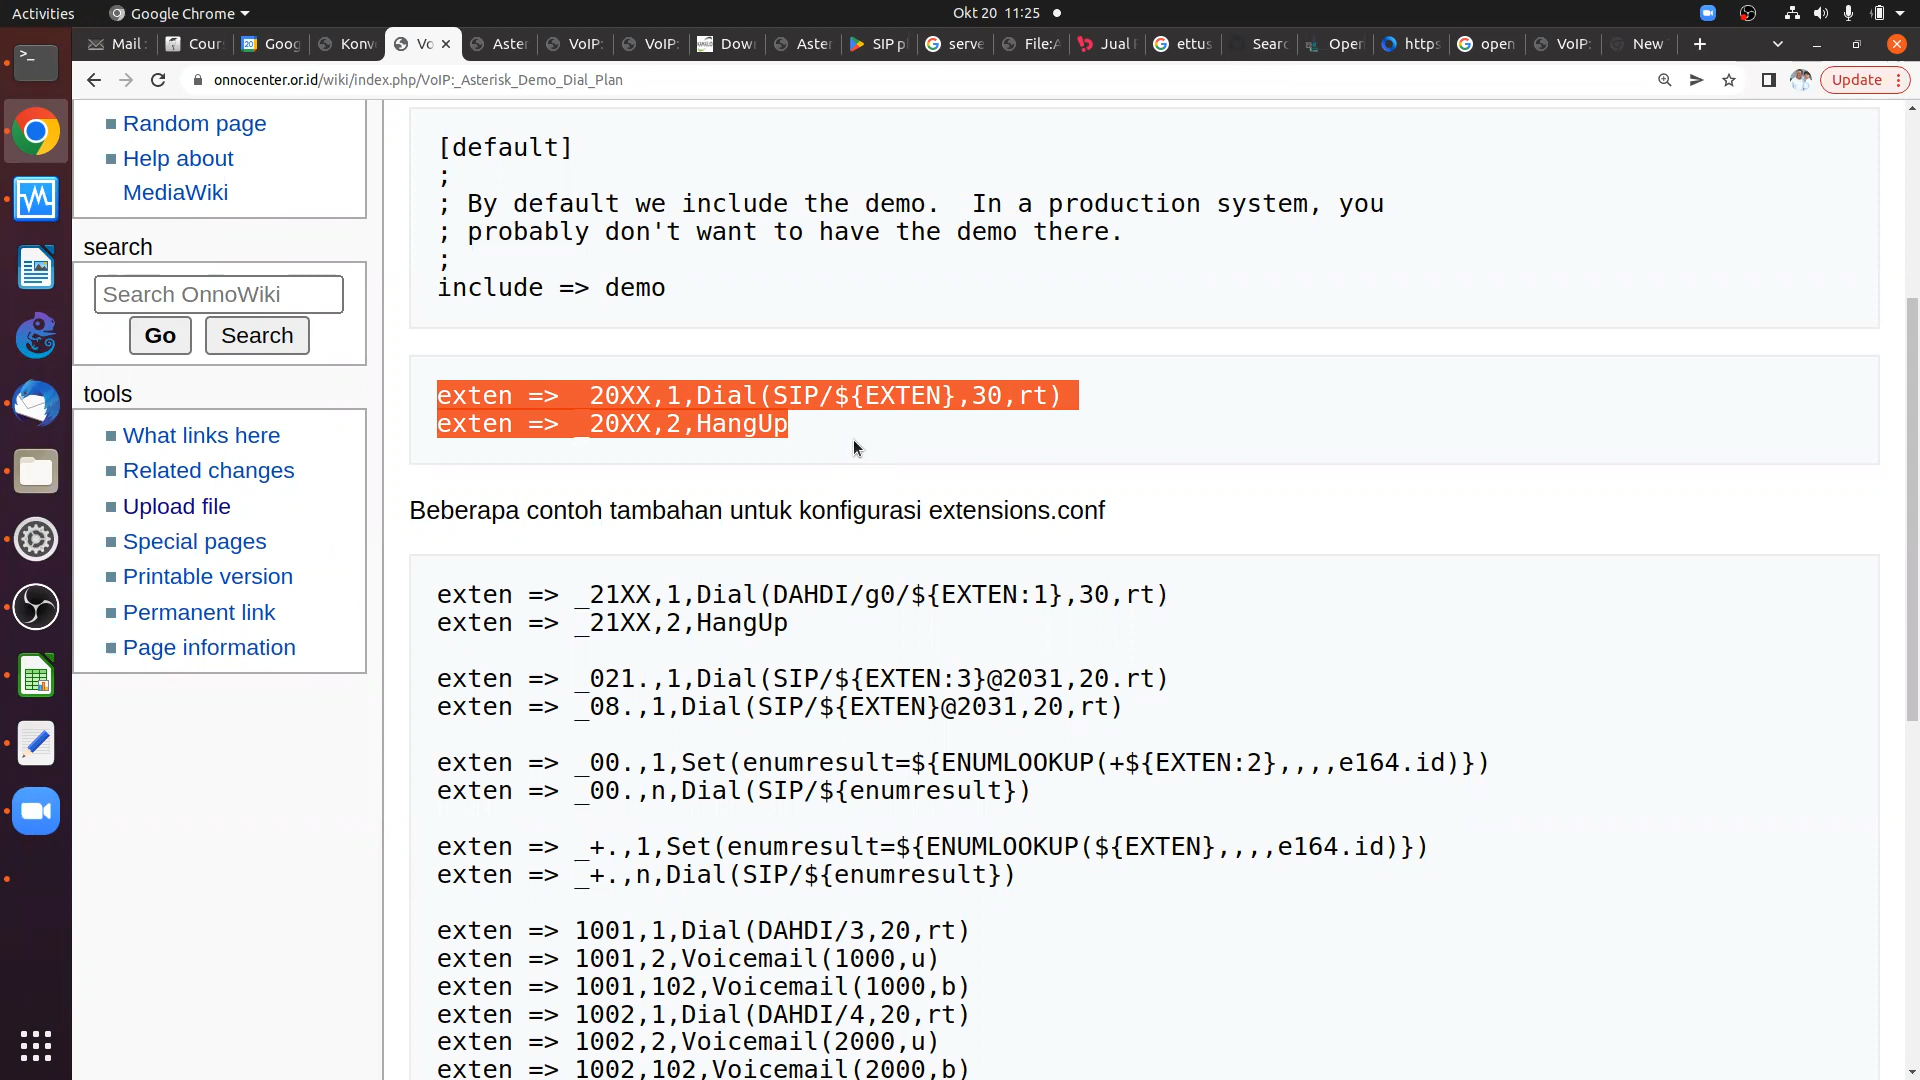 Activities
Google Chrome
Okt 20 11:25
Mail
Cour
20
Goog
Konv
Vo
Aster
VoIP:
VoIP:
Dow
Aster
SIP p
serve
File:A
Jual
ettus
Searc
Open
https
open
VoIP:
New
onnocenter.or.id/wiki/index.php/VoIP:_Asterisk_Demo_Dial_Plan
Update
Random page
Help about
MediaWiki
search
Search OnnoWiki
Go
Search
tools
What links here
Related changes
Upload file
Special pages
Printable version
Permanent link
Page information
[default]
;
; By default we include the demo.  In a production system, you
; probably don't want to have the demo there.
;
include => demo
exten => _20XX,1,Dial(SIP/${EXTEN},30,rt)
exten => _20XX,2,HangUp
Beberapa contoh tambahan untuk konfigurasi extensions.conf
exten => _21XX,1,Dial(DAHDI/g0/${EXTEN:1},30,rt)
exten => _21XX,2,HangUp
exten => _021.,1,Dial(SIP/${EXTEN:3}@2031,20.rt)
exten => _08.,1,Dial(SIP/${EXTEN}@2031,20,rt)
exten => _00.,1,Set(enumresult=${ENUMLOOKUP(+${EXTEN:2},,,,e164.id)})
exten => _00.,n,Dial(SIP/${enumresult})
exten => _+.,1,Set(enumresult=${ENUMLOOKUP(${EXTEN},,,,e164.id)})
exten => _+.,n,Dial(SIP/${enumresult})
exten => 1001,1,Dial(DAHDI/3,20,rt)
exten => 1001,2,Voicemail(1000,u)
exten => 1001,102,Voicemail(1000,b)
exten => 1002,1,Dial(DAHDI/4,20,rt)
exten => 1002,2,Voicemail(2000,u)
exten => 1002,102,Voicemail(2000,b)